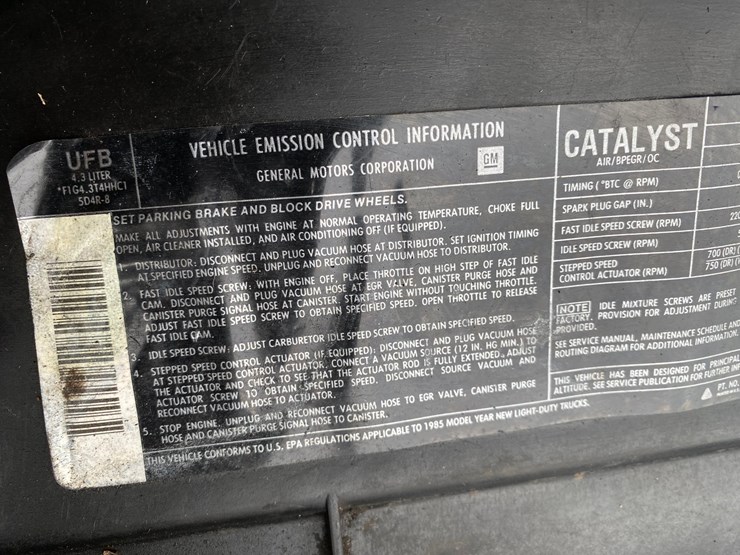 UFB
4.3 LITER
*F1G4.3T4HHC1
5D4R-8
VEHICLE EMISSION CONTROL INFORMATION
GENERAL MOTORS CORPORATION
GM
SET PARKING BRAKE AND BLOCK DRIVE WHEELS.
MAKE ALL ADJUSTMENTS WITH ENGINE AT NORMAL OPERATING TEMPERATURE, CHOKE FULL
OPEN, AIR CLEANER INSTALLED, AND AIR CONDITIONING OFF (IF EQUIPPED).
1. DISTRIBUTOR: DISCONNECT AND PLUG VACUUM HOSE AT DISTRIBUTOR. SET IGNITION TIMING
AT SPECIFIED ENGINE SPEED. UNPLUG AND RECONNECT VACUUM HOSE TO DISTRIBUTOR.
2. FAST IDLE SPEED SCREW: WITH ENGINE OFF, PLACE THROTTLE ON HIGH STEP OF FAST IDLE
CAM. DISCONNECT AND PLUG VACUUM HOSE AT EGR VALVE, CANISTER PURGE HOSE AND
CANISTER PURGE SIGNAL HOSE AT CANISTER. START ENGINE WITHOUT TOUCHING THROTTLE.
ADJUST FAST IDLE SPEED SCREW TO OBTAIN SPECIFIED SPEED. OPEN THROTTLE TO RELEASE
FAST IDLE CAM.
3. IDLE SPEED SCREW: ADJUST CARBURETOR IDLE SPEED SCREW TO OBTAIN SPECIFIED SPEED.
4. STEPPED SPEED CONTROL ACTUATOR (IF EQUIPPED): DISCONNECT AND PLUG VACUUM HOSE
AT STEPPED SPEED CONTROL ACTUATOR. CONNECT A VACUUM SOURCE (12 IN. HG MIN.) TO
THE ACTUATOR AND CHECK TO SEE THAT THE ACTUATOR ROD IS FULLY EXTENDED. ADJUST
ACTUATOR SCREW TO OBTAIN SPECIFIED SPEED. DISCONNECT SOURCE VACUUM AND
RECONNECT VACUUM HOSE TO ACTUATOR.
5. STOP ENGINE. UNPLUG AND RECONNECT VACUUM HOSE TO EGR VALVE, CANISTER PURGE
HOSE AND CANISTER PURGE SIGNAL HOSE TO CANISTER.
THIS VEHICLE CONFORMS TO U.S. EPA REGULATIONS APPLICABLE TO 1985 MODEL YEAR NEW LIGHT-DUTY TRUCKS.
CATALYST
AIR/BPEGR/OC
TIMING (°BTC @ RPM)
SPARK PLUG GAP (IN.)
FAST IDLE SPEED SCREW (RPM) 220
IDLE SPEED SCREW (RPM)
STEPPED SPEED 700 (DR) (
CONTROL ACTUATOR (RPM) 750 (DR) (
NOTE IDLE MIXTURE SCREWS ARE PRESET
FACTORY. PROVISION FOR ADJUSTMENT DURING
PROVIDED.
SEE SERVICE MANUAL, MAINTENANCE SCHEDULE AND
ROUTING DIAGRAM FOR ADDITIONAL INFORMATION.
THIS VEHICLE HAS BEEN DESIGNED FOR PRINCIPAL
ALTITUDE. SEE SERVICE PUBLICATION FOR FURTHER INF
PT. NO.